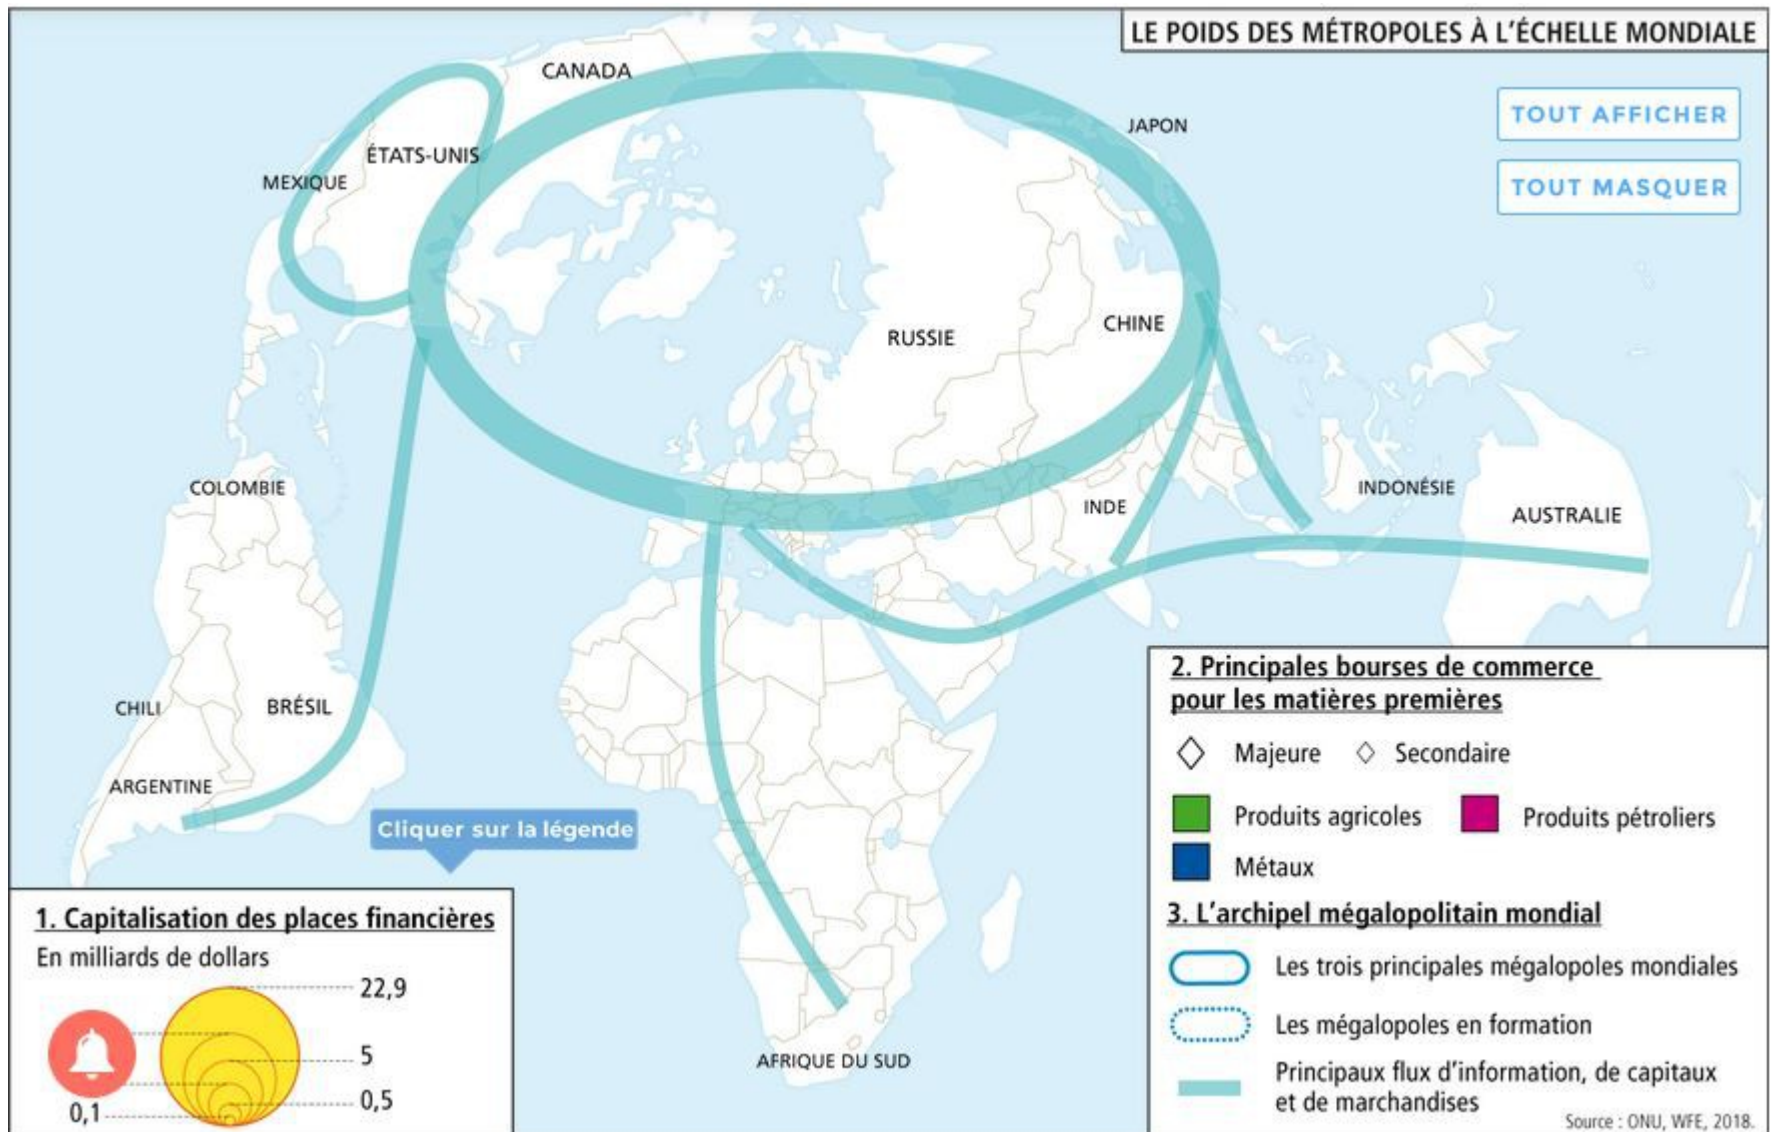 LE POIDS DES MÉTROPOLES À L'ÉCHELLE MONDIALE
CANADA
TOUT AFFICHER
JAPON
ÉTATS-UNIS
MEXIQUE
TOUT MASQUER
CHINE
RUSSIE
COLOMBIE
INDONÉSIE
INDE
AUSTRALIE
CHILI
BRÉSIL
ARGENTINE
Cliquer sur la légende
AFRIQUE DU SUD
1. Capitalisation des places financières
En milliards de dollars
22,9
5
0,5
0,1
2. Principales bourses de commerce
pour les matières premières
Majeure Secondaire
Produits agricoles Produits pétroliers
Métaux
3. L'archipel mégalopolitain mondial
Les trois principales mégalopoles mondiales
Les mégalopoles en formation
Principaux flux d'information, de capitaux
et de marchandises
Source : ONU, WFE, 2018.